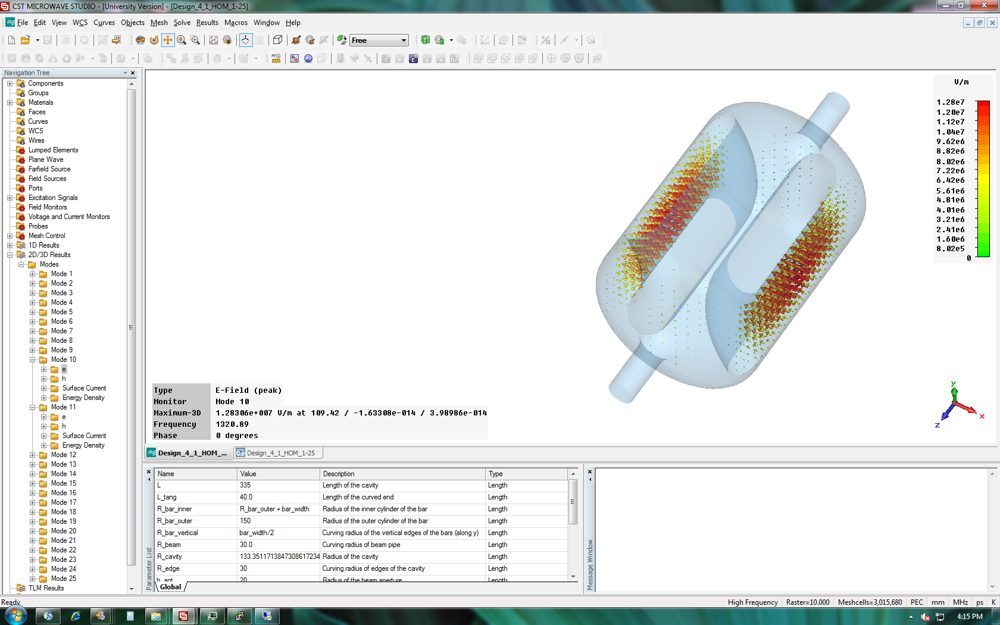 CST MICROWAVE STUDIO - [University Version] - [Design_4_1_HOM_1-25]
File Edit View WCS Curves Objects Mesh Solve Results Macros Window Help
Free
Navigation Tree
Components
Groups
Materials
Faces
Curves
WCS
Wires
Lumped Elements
Plane Wave
Farfield Source
Field Sources
Ports
Excitation Signals
Field Monitors
Voltage and Current Monitors
Probes
Mesh Control
1D Results
2D/3D Results
Modes
Mode 1
Mode 2
Mode 3
Mode 4
Mode 5
Mode 6
Mode 7
Mode 8
Mode 9
Mode 10
e
h
Surface Current
Energy Density
Mode 11
e
h
Surface Current
Energy Density
Mode 12
Mode 13
Mode 14
Mode 15
Mode 16
Mode 17
Mode 18
Mode 19
Mode 20
Mode 21
Mode 22
Mode 23
Mode 24
Mode 25
TLM Results
V/m
1.28e7
1.20e7
1.12e7
1.04e7
9.62e6
8.82e6
8.02e6
7.22e6
6.42e6
5.61e6
4.81e6
4.01e6
3.21e6
2.41e6
1.60e6
8.02e5
0
y
x
z
Type E-Field (peak)
Monitor Mode 10
Maximum-3D 1.28306e+007 V/m at 109.42 / -1.63308e-014 / 3.98986e-014
Frequency 1320.89
Phase 0 degrees
Design_4_1_HOM_... Design_4_1_HOM_1-25
Parameter List
Name Value Description Type
L 335 Length of the cavity Length
L_tang 40.0 Length of the curved end Length
R_bar_inner R_bar_outer + bar_width Radius of the inner cylinder of the bar Length
R_bar_outer 150 Radius of the outer cylinder of the bar Length
R_bar_vertical bar_width/2 Curving radius of the vertical edges of the bars (along y) Length
R_beam 30.0 Curving radius of beam pipe Length
R_cavity 133.3511713847308617234 Radius of the cavity Length
R_edge 30 Curving radius of edges of the cavity Length
b_apt 20 Radius of the beam aperture Length
Global
Message Window
Ready
High Frequency Raster=10.000 Meshcells=3,015,680 PEC mm MHz ps K
4:15 PM